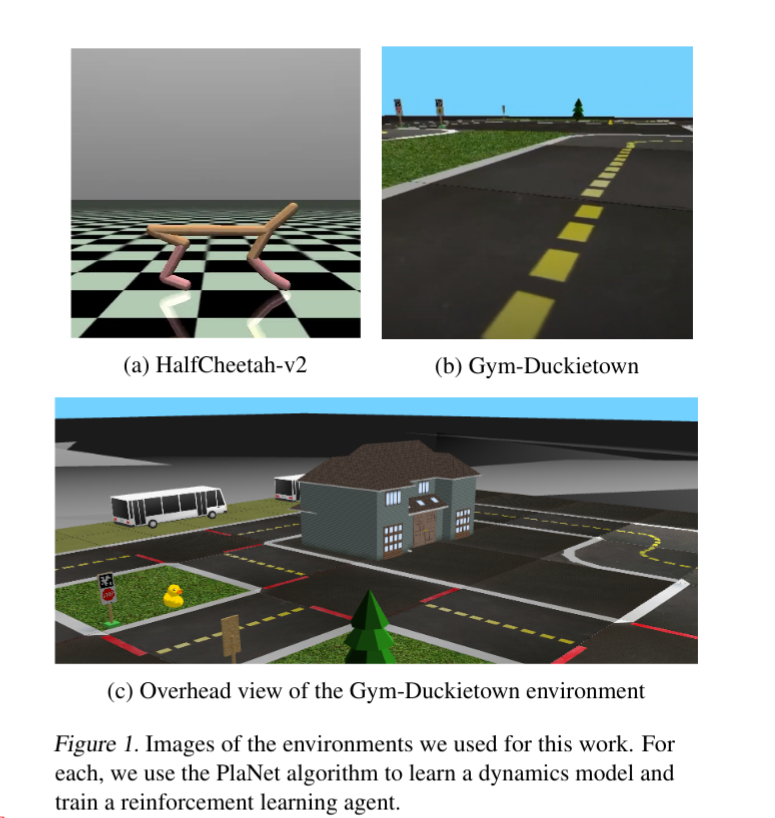 (a) HalfCheetah-v2
(b) Gym-Duckietown
(c) Overhead view of the Gym-Duckietown environment
Figure 1. Images of the environments we used for this work. For
each, we use the PlaNet algorithm to learn a dynamics model and
train a reinforcement learning agent.